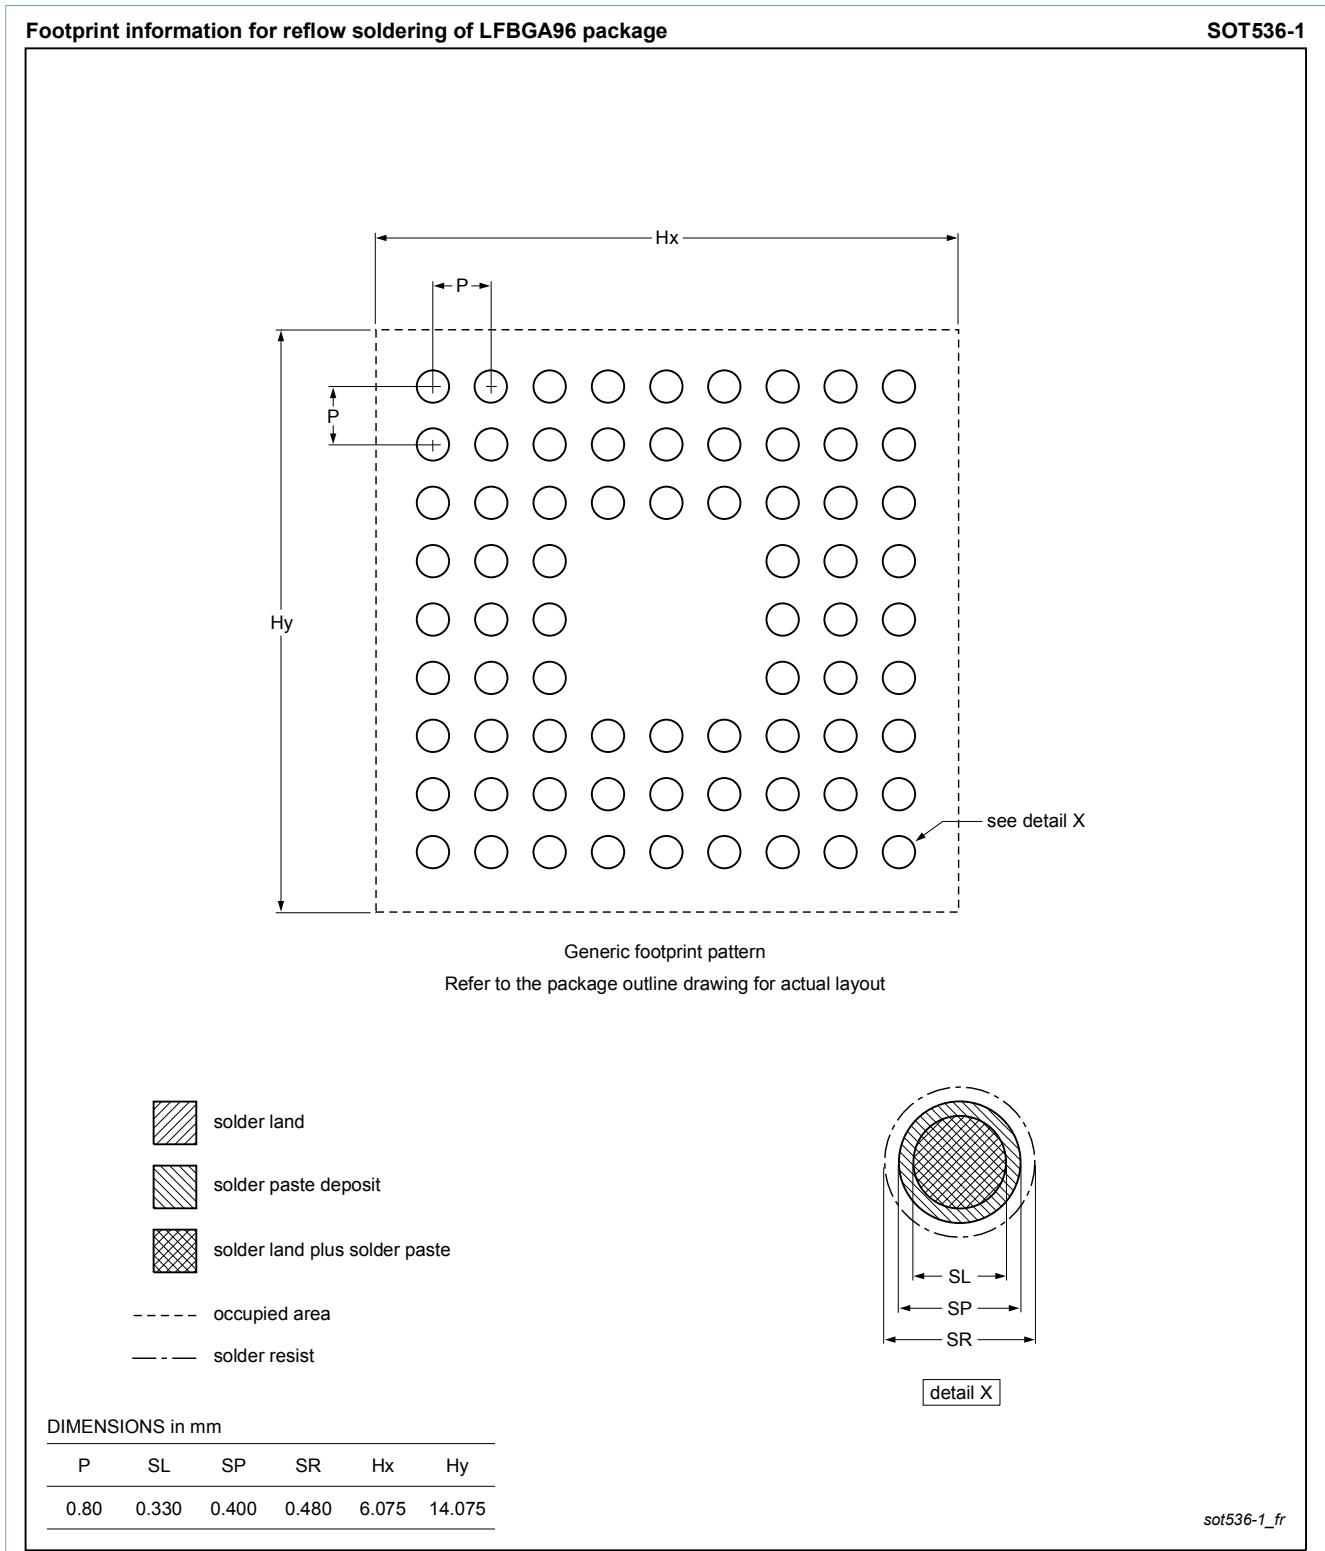 Footprint information for reflow soldering of LFBGA96 package SOT536-1
Hx
P
P
Hy
see detail X
Generic footprint pattern
Refer to the package outline drawing for actual layout
solder land
solder paste deposit
solder land plus solder paste
occupied area
solder resist
SL
SP
SR
detail X
DIMENSIONS in mm
P SL SP SR Hx Hy
0.80 0.330 0.400 0.480 6.075 14.075
sot536-1_fr